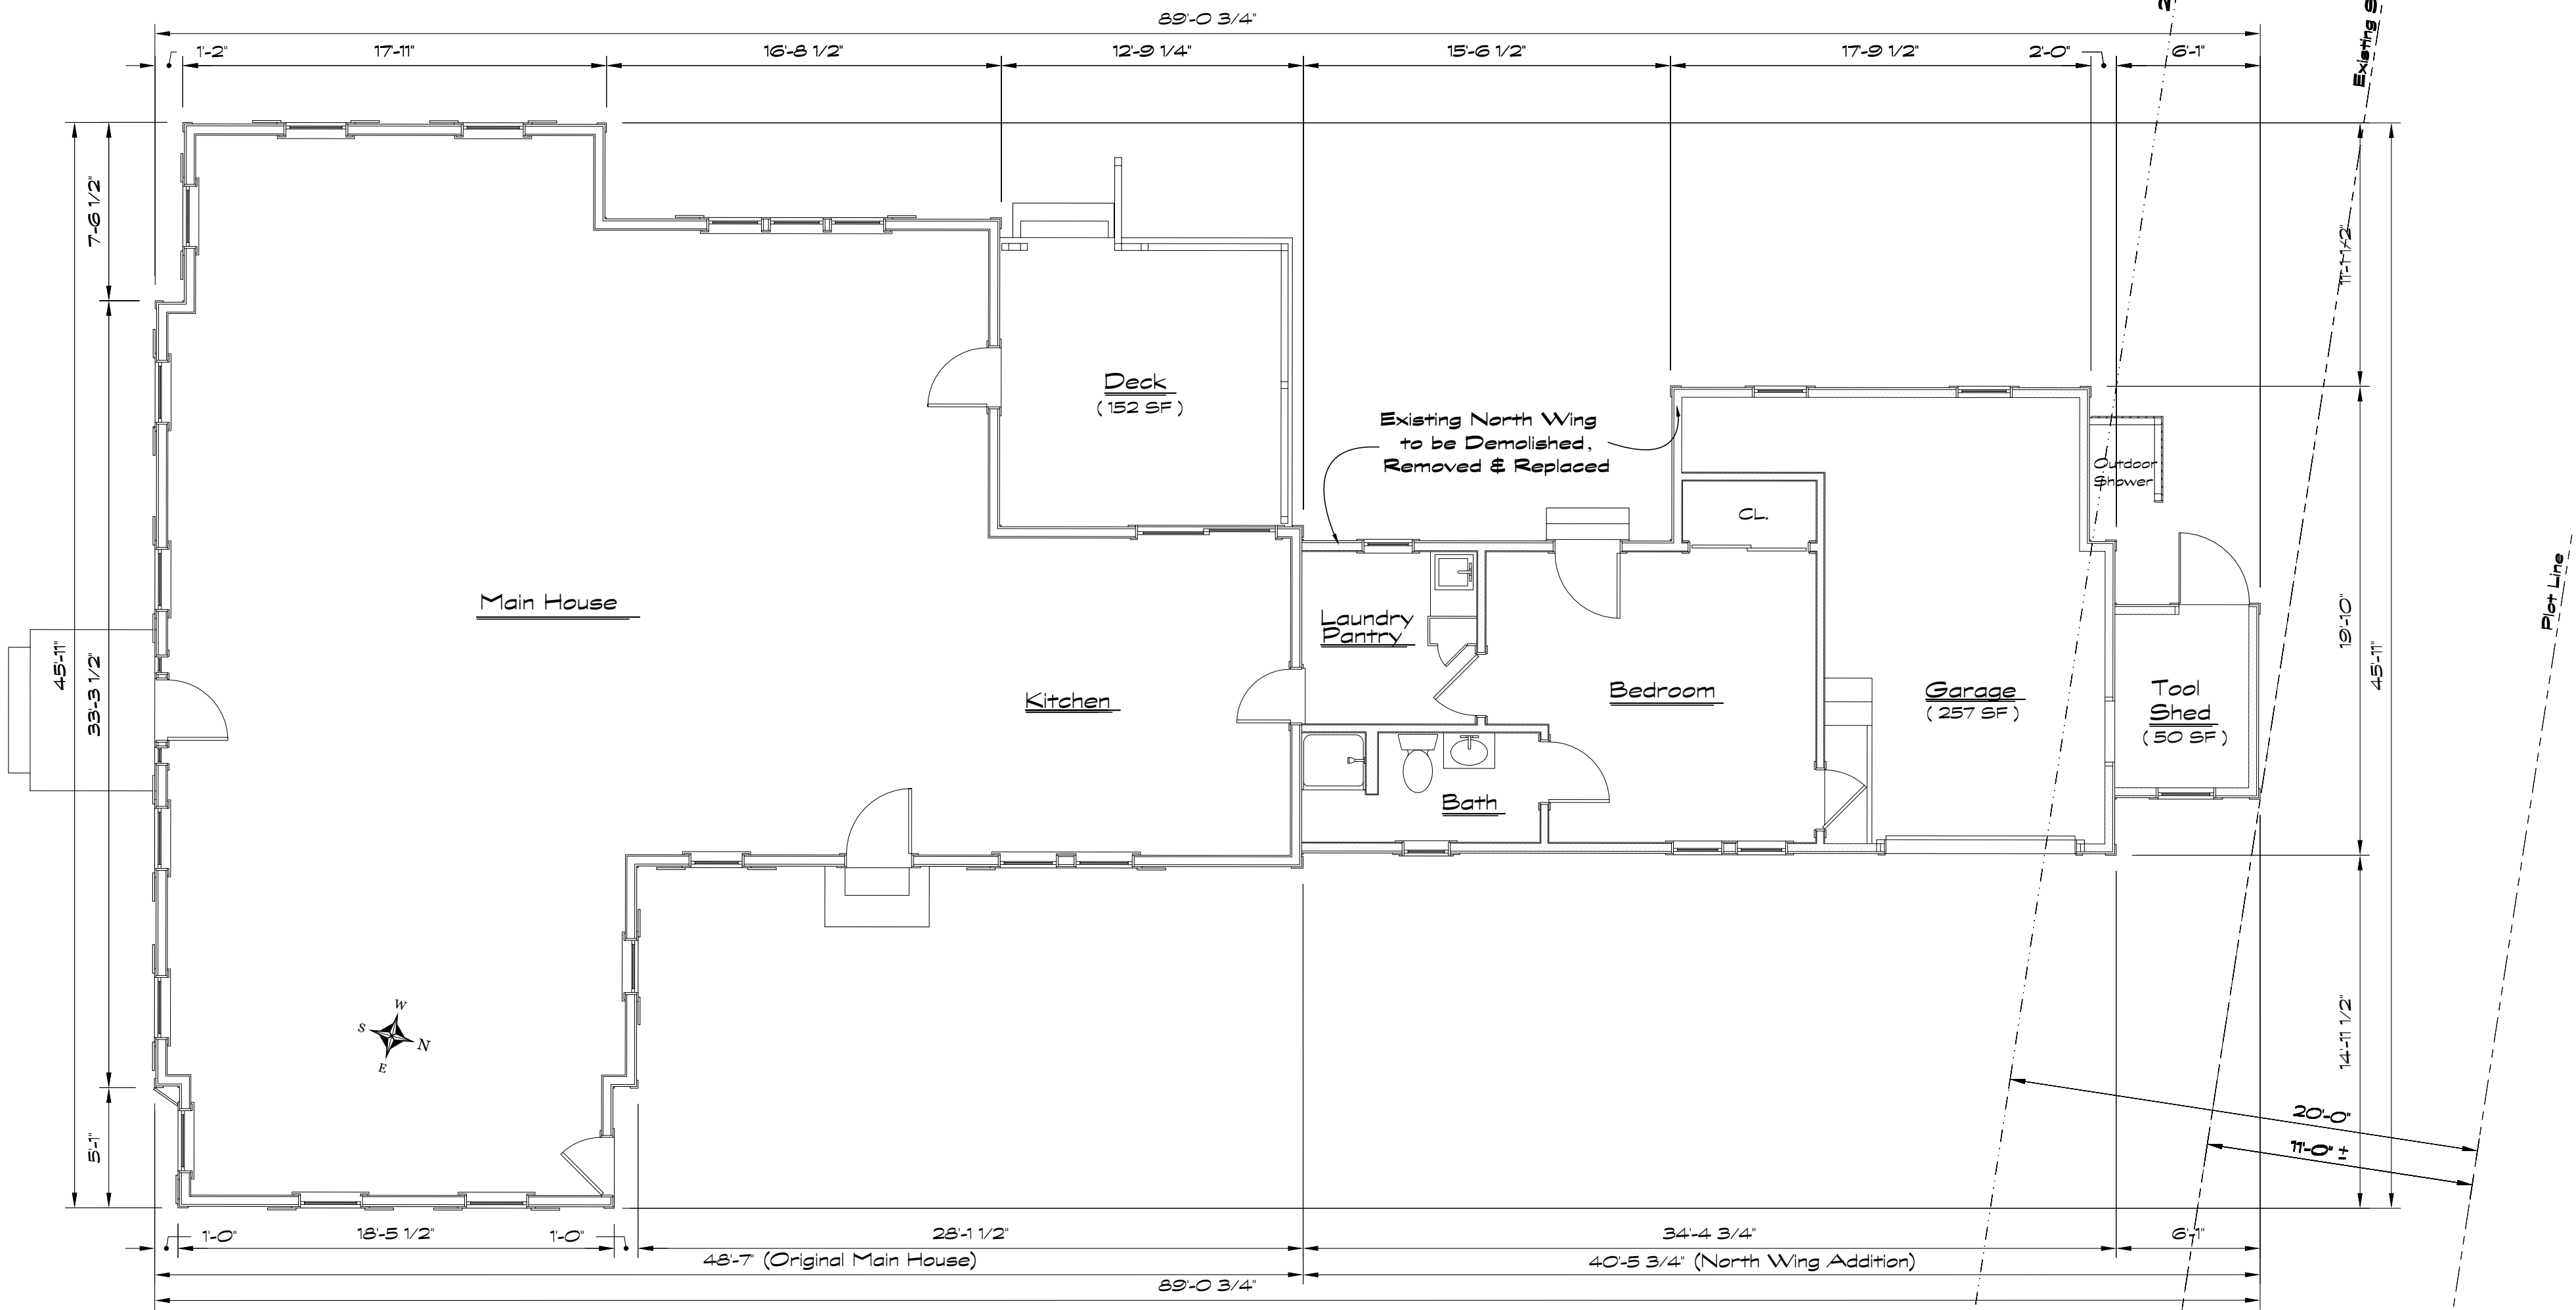 89'-0 3/4"
1'-2"
17'-11"
16'-8 1/2"
12'-9 1/4"
15'-6 1/2"
17'-9 1/2"
2'-0"
6'-1"
Existing
7'-6 1/2"
11'-1 1/2"
Deck
( 152 SF )
Existing North Wing
to be Demolished,
Removed & Replaced
Outdoor
Shower
CL.
Plot Line
Main House
Laundry
Pantry
45'-11"
33'-3 1/2"
19'-10"
45'-11"
Kitchen
Bedroom
Garage
( 257 SF )
Tool
Shed
( 50 SF )
Bath
W
S
N
E
14'-11 1/2"
5'-1"
20'-0"
11'-0" ±
1'-0"
18'-5 1/2"
1'-0"
28'-1 1/2"
34'-4 3/4"
6'-1"
48'-7" (Original Main House)
40'-5 3/4" (North Wing Addition)
89'-0 3/4"